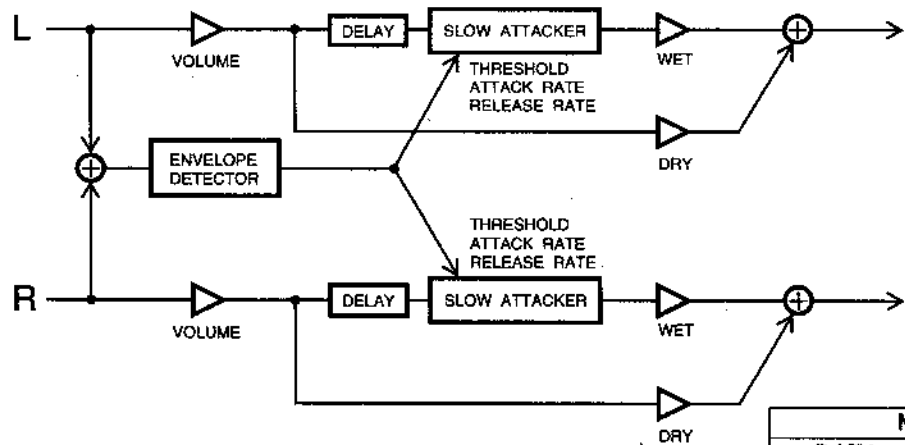 L
VOLUME
DELAY
SLOW ATTACKER
WET
THRESHOLD
ATTACK RATE
RELEASE RATE
DRY
ENVELOPE
DETECTOR
THRESHOLD
ATTACK RATE
RELEASE RATE
R
VOLUME
DELAY
SLOW ATTACKER
WET
DRY